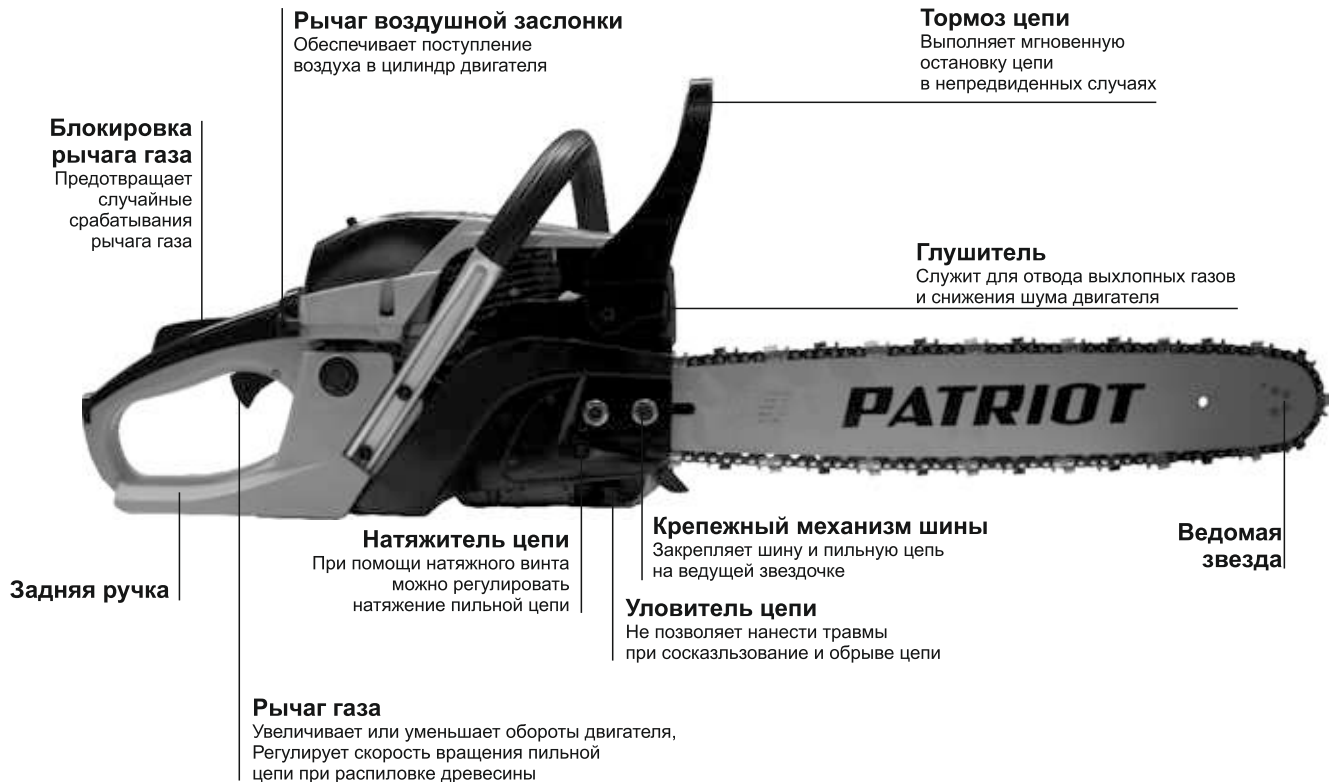 Рычаг воздушной заслонки
Обеспечивает поступление
воздуха в цилиндр двигателя
Тормоз цепи
Выполняет мгновенную
остановку цепи
в непредвиденных случаях
Блокировка
рычага газа
Предотвращает
случайные
срабатывания
рычага газа
Глушитель
Служит для отвода выхлопных газов
и снижения шума двигателя
PATRIOT
Натяжитель цепи
При помощи натяжного винта
можно регулировать
натяжение пильной цепи
Крепежный механизм шины
Закрепляет шину и пильную цепь
на ведущей звездочке
Ведомая
звезда
Задняя ручка
Уловитель цепи
Не позволяет нанести травмы
при сосказльзование и обрыве цепи
Рычаг газа
Увеличивает или уменьшает обороты двигателя,
Регулирует скорость вращения пильной
цепи при распиловке древесины